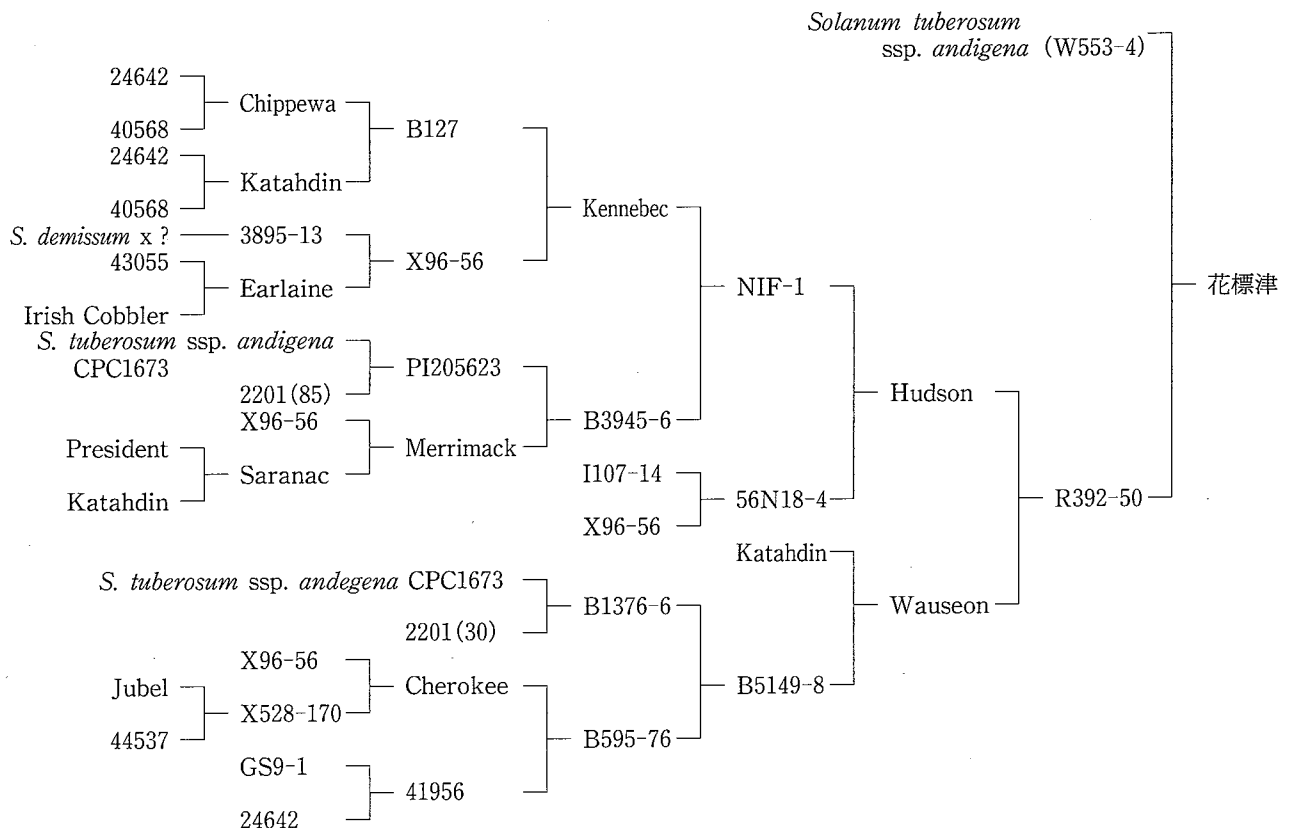 Solanum tuberosum
ssp. andigena (W553-4)
24642
Chippewa
40568
B127
24642
Katahdin
40568
Kennebec
S. demissum x ?
3895-13
43055
X96-56
Earlaine
Irish Cobbler
NIF-1
花標津
S. tuberosum ssp. andigena
CPC1673
PI205623
2201(85)
Hudson
X96-56
B3945-6
President
Merrimack
Saranac
Katahdin
I107-14
56N18-4
X96-56
R392-50
Katahdin
S. tuberosum ssp. andegena CPC1673
B1376-6
Wauseon
2201(30)
X96-56
Jubel
Cherokee
B5149-8
X528-170
44537
B595-76
GS9-1
41956
24642